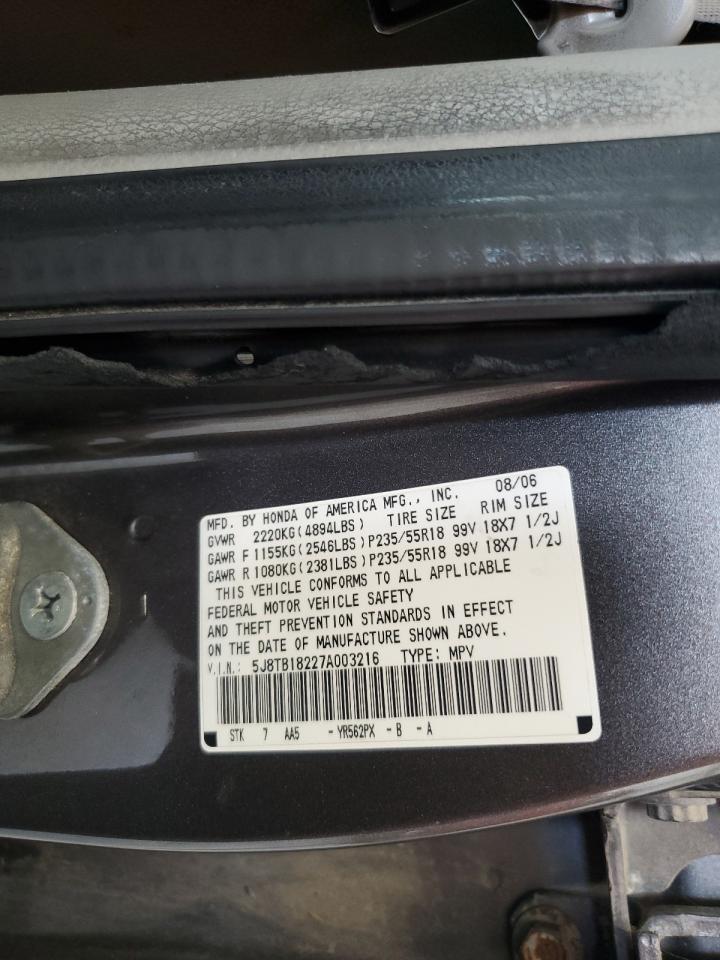 MFD. BY HONDA OF AMERICA MFG., INC. 08/06
GVWR 2220KG(4894LBS) TIRE SIZE RIM SIZE
GAWR F1155KG(2546LBS)P235/55R18 99V 18X7 1/2J
GAWR R1080KG(2381LBS)P235/55R18 99V 18X7 1/2J
THIS VEHICLE CONFORMS TO ALL APPLICABLE
FEDERAL MOTOR VEHICLE SAFETY
AND THEFT PREVENTION STANDARDS IN EFFECT
ON THE DATE OF MANUFACTURE SHOWN ABOVE.
V.I.N.: 5J8TB18227A003216 TYPE: MPV
STK 7 AA5 -YR562PX -B -A